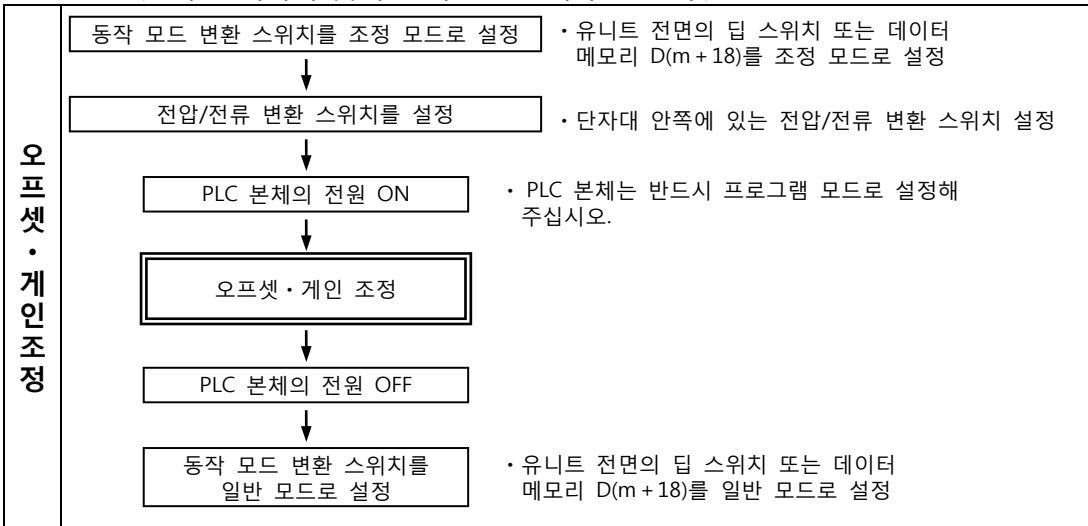 오프셋・게인조정
동작 모드 변환 스위치를 조정 모드로 설정
・유니트 전면의 딥 스위치 또는 데이터
메모리 D(m+18)를 조정 모드로 설정
전압/전류 변환 스위치를 설정
・단자대 안쪽에 있는 전압/전류 변환 스위치 설정
PLC 본체의 전원 ON
・ PLC 본체는 반드시 프로그램 모드로 설정해
주십시오.
오프셋・게인 조정
PLC 본체의 전원 OFF
동작 모드 변환 스위치를
일반 모드로 설정
・유니트 전면의 딥 스위치 또는 데이터
메모리 D(m+18)를 일반 모드로 설정